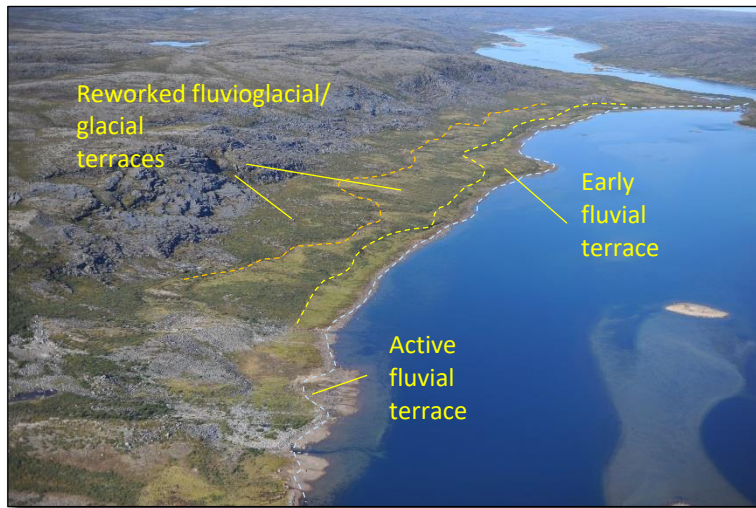 Reworked fluvioglacial/
glacial
terraces
Early
fluvial
terrace
Active
fluvial
terrace